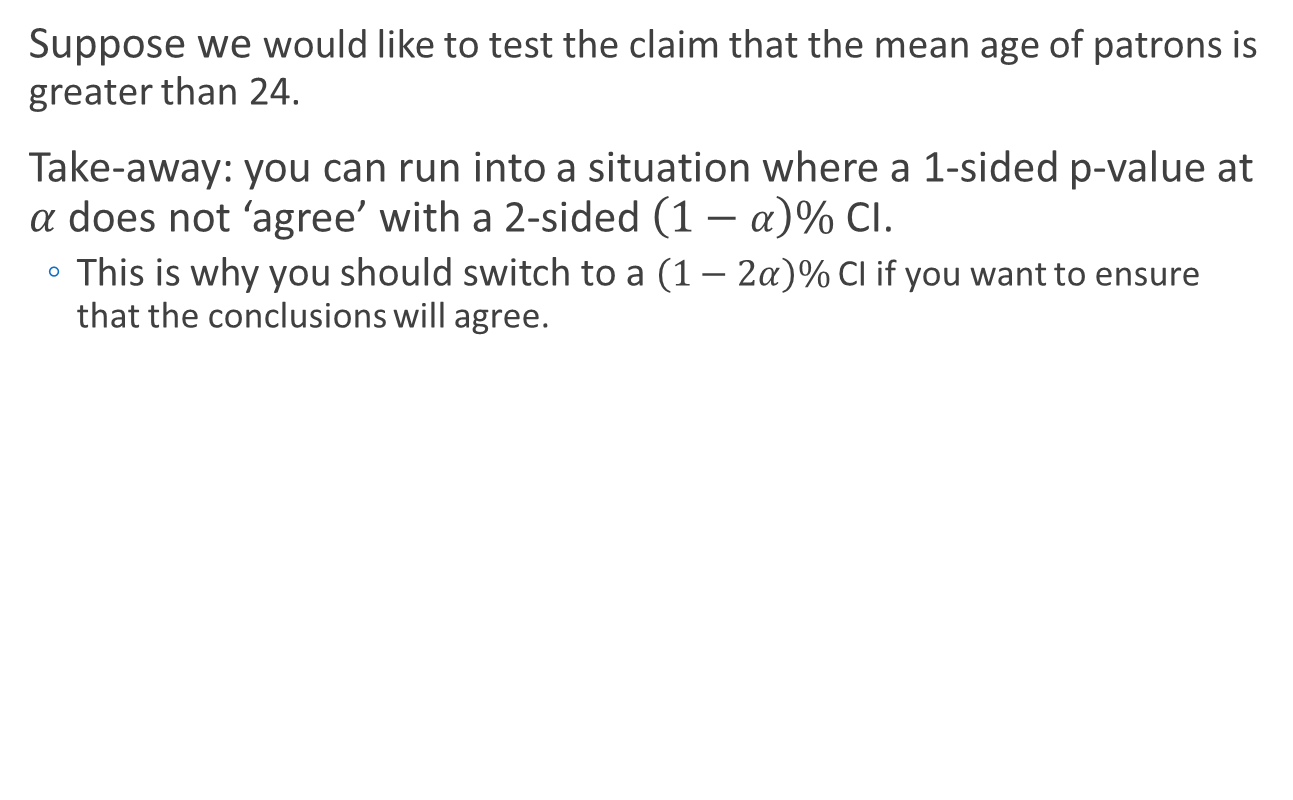 Suppose we would like to test the claim that the mean age of patrons is
greater than 24.
Take-away: you can run into a situation where a 1-sided p-value at
𝛼 does not ‘agree’ with a 2-sided (1 − 𝛼)% CI.
◦ This is why you should switch to a (1 − 2𝛼)% CI if you want to ensure
that the conclusions will agree.